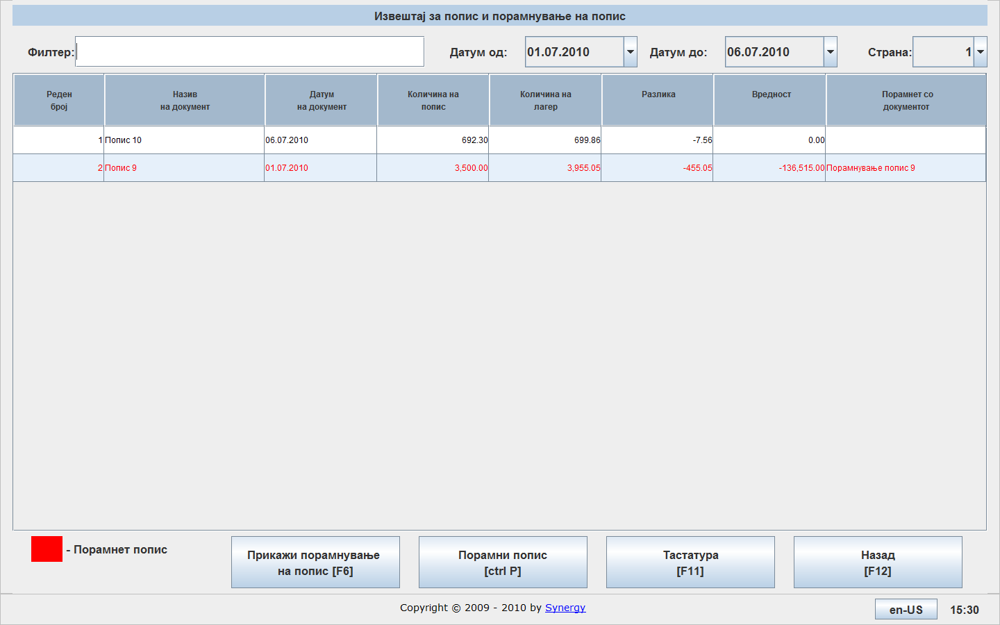 Извештај за попис и порамнување на попис
Филтер: Датум од: 01.07.2010 Датум до: 06.07.2010 Страна: 1
Реден број Назив на документ Датум на документ Количина на попис Количина на лагер Разлика Вредност Порамнет со документот
1 Попис 10 06.07.2010 692.30 699.86 -7.56 0.00
2 Попис 9 01.07.2010 3,500.00 3,955.05 -455.05 -136,515.00 Порамнување попис 9
- Порамнет попис
Прикажи порамнување
на попис [F6]
Порамни попис
[ctrl P]
Тастатура
[F11]
Назад
[F12]
Copyright © 2009 - 2010 by Synergy
en-US 15:30